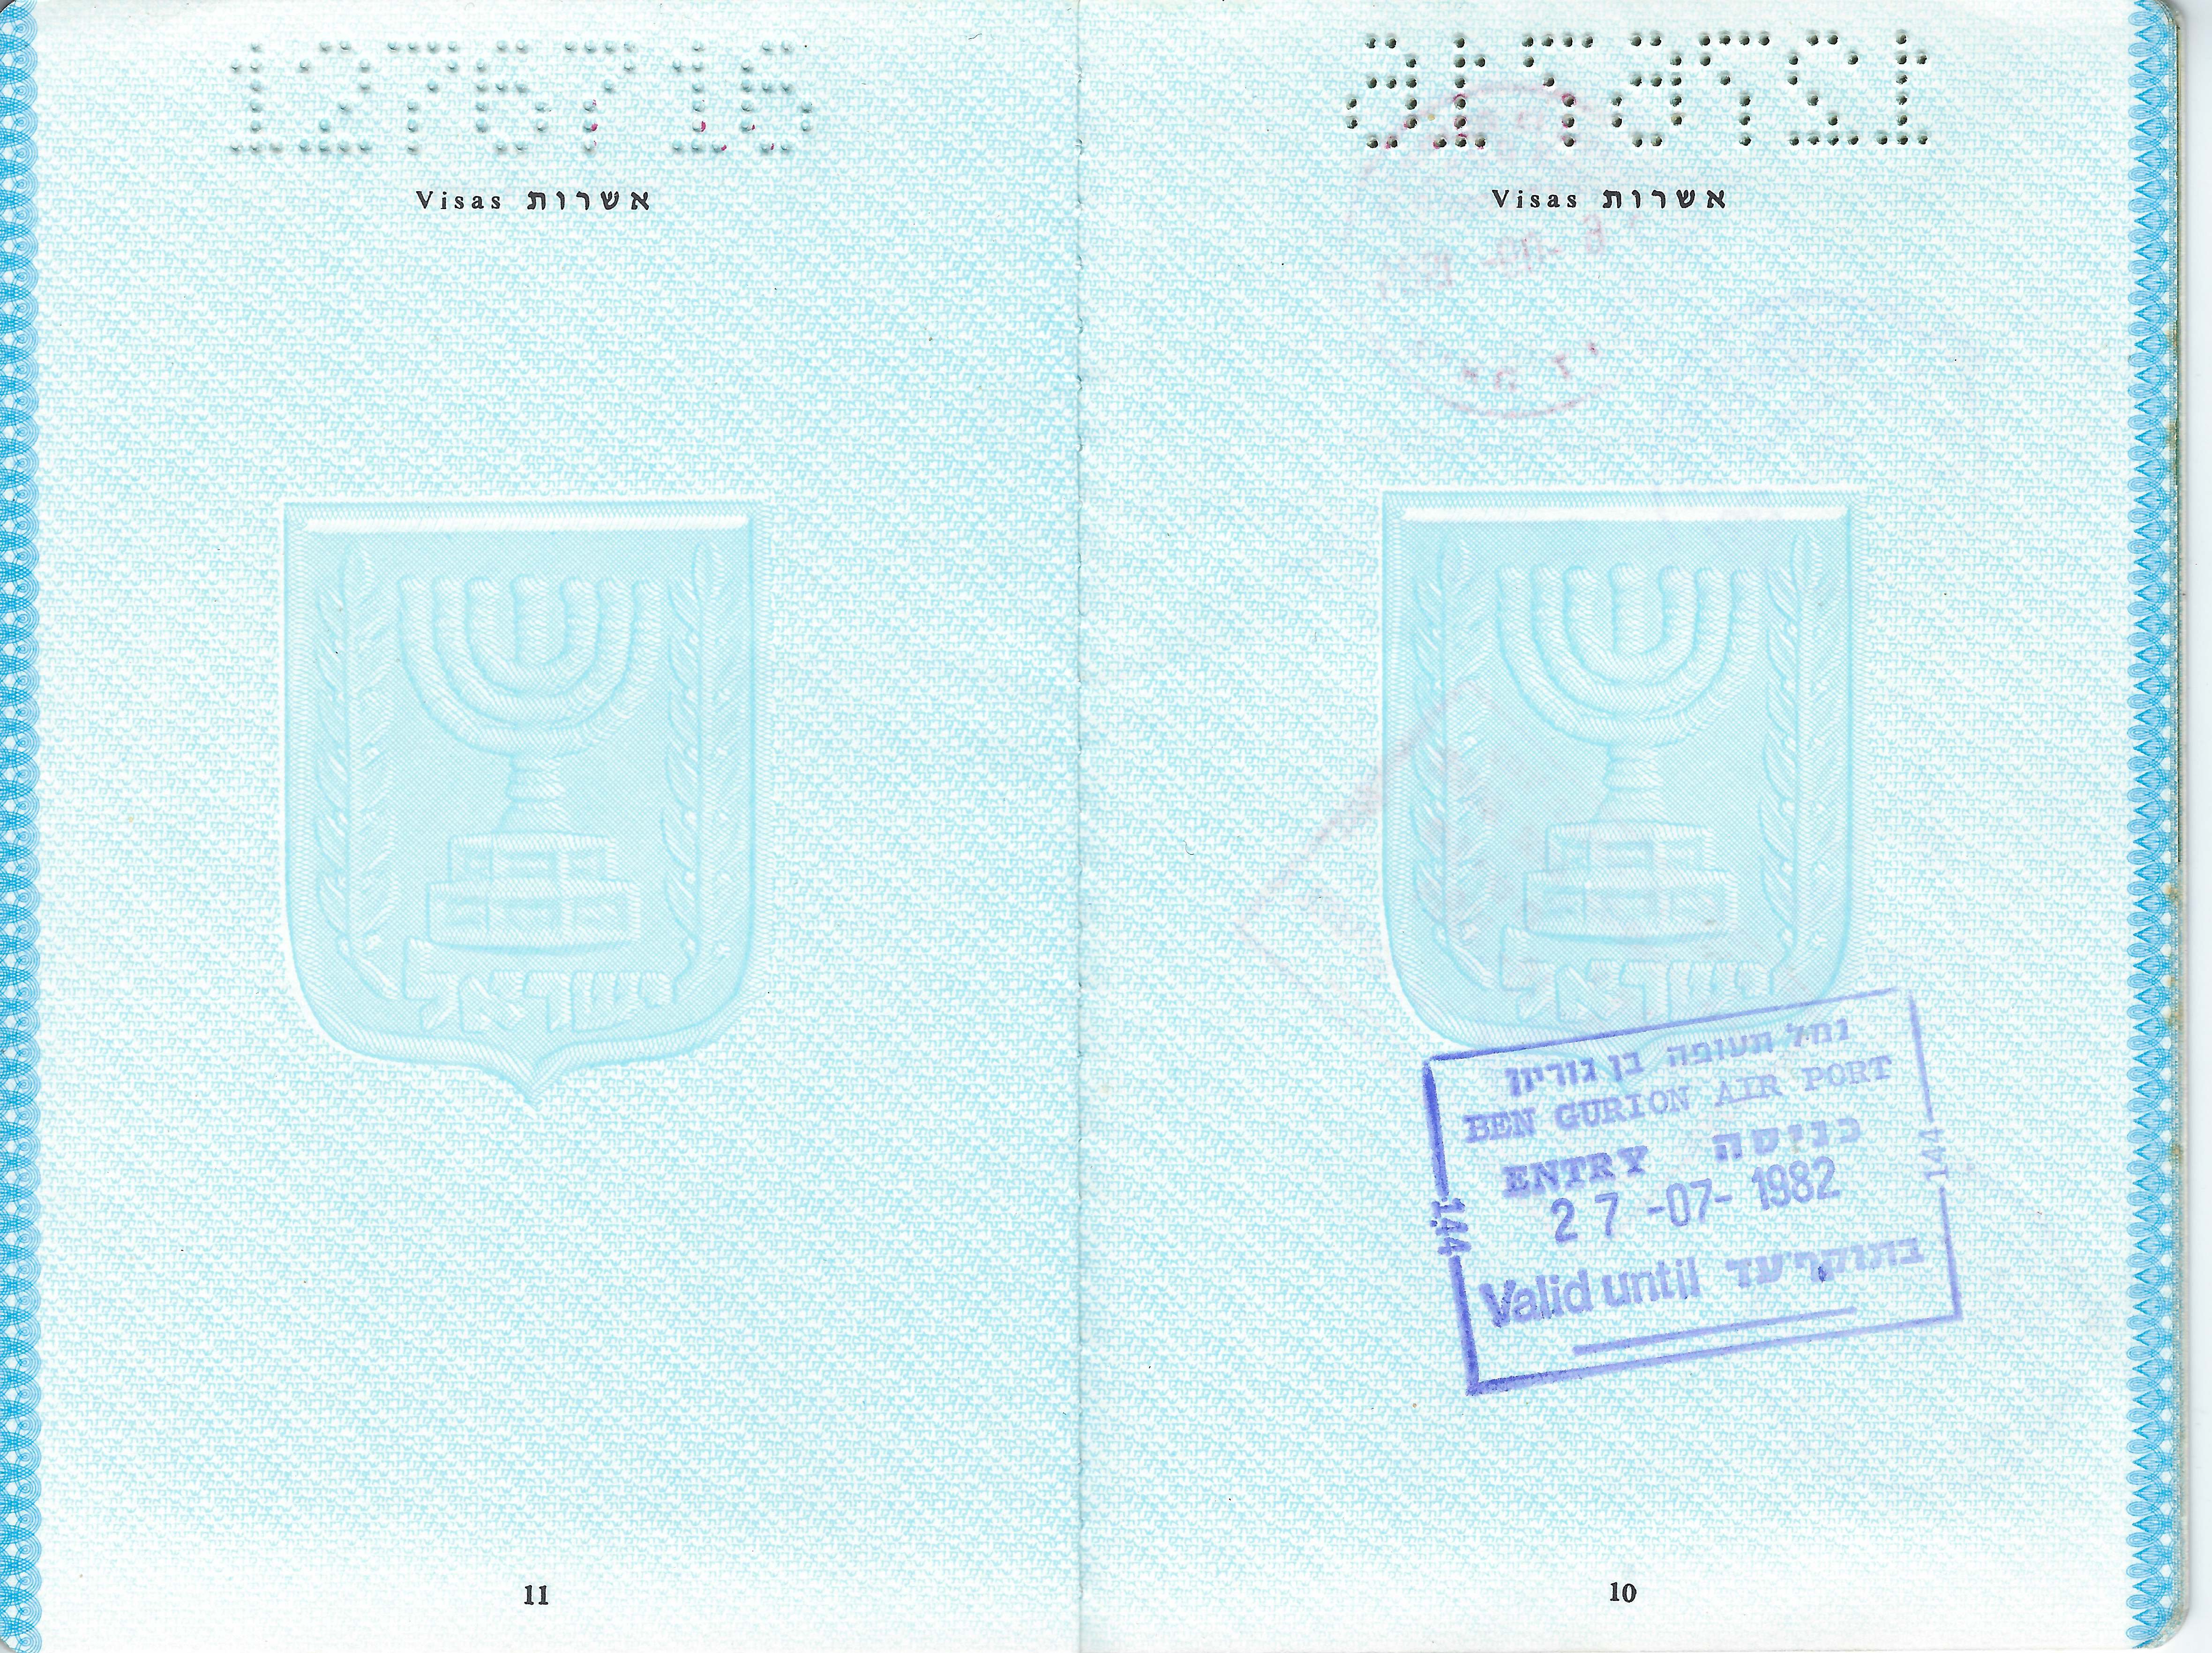 1276716
Visas אשרות
ישראל
נמל תעופה בן גוריון
BEN GURION AIR PORT
ENTRY כניסה
27-07-1982
Valid until בתוקף עד
144
144
10
1276716
Visas אשרות
ישראל
11